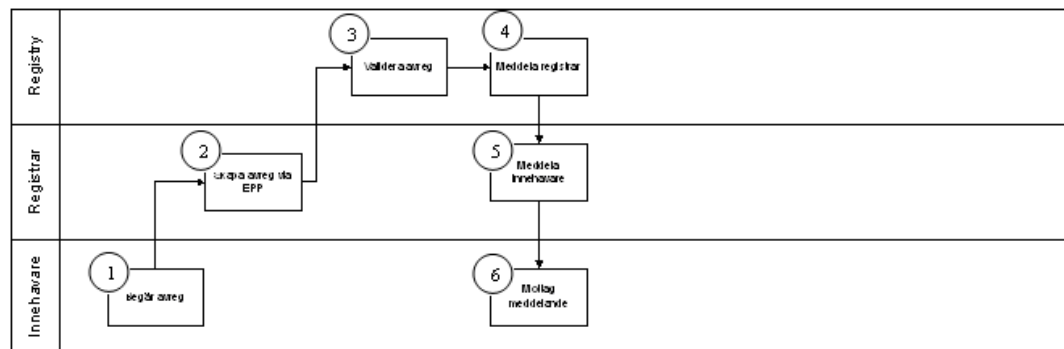 Registry
3
Validera avreg
4
Meddela registrar
Registrar
2
Skapa avreg via
EPP
5
Meddela
innehavare
Innehavare
1
Begär avreg
6
Mottag
meddelande